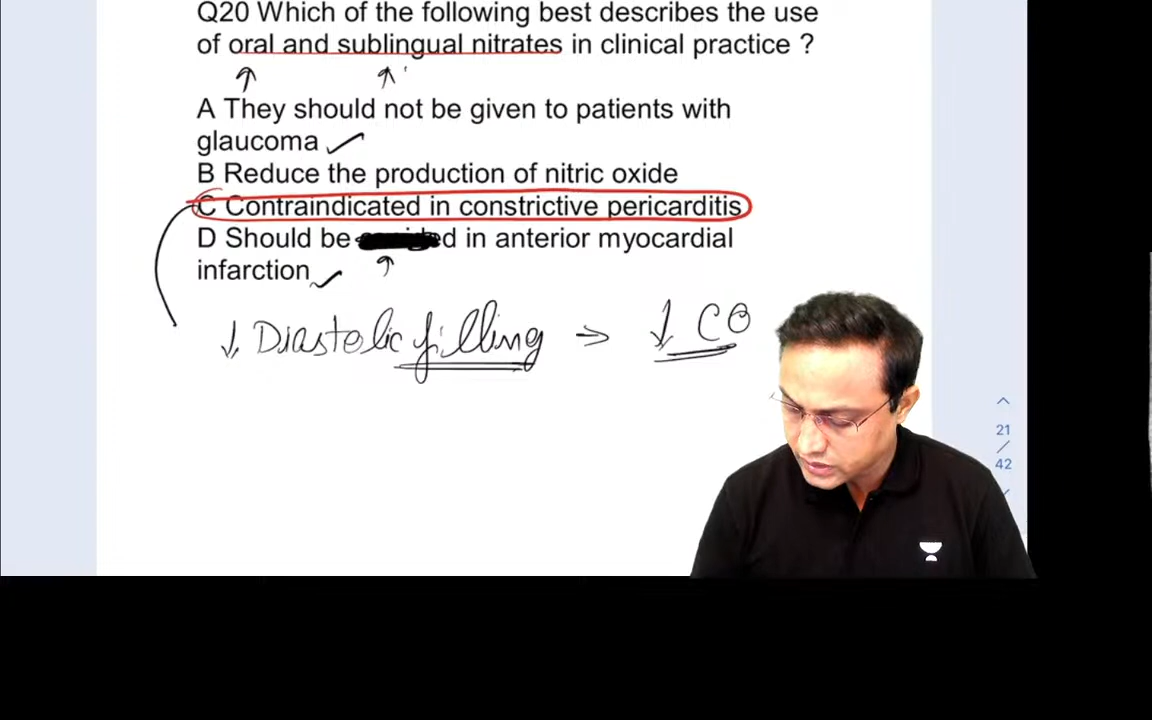 Q20 Which of the following best describes the use
of oral and sublingual nitrates in clinical practice ?
A They should not be given to patients with
glaucoma
B Reduce the production of nitric oxide
C Contraindicated in constrictive pericarditis
D Should be d in anterior myocardial
infarction
↓ Diastolic filling ⇒ ↓ CO
21
/
42